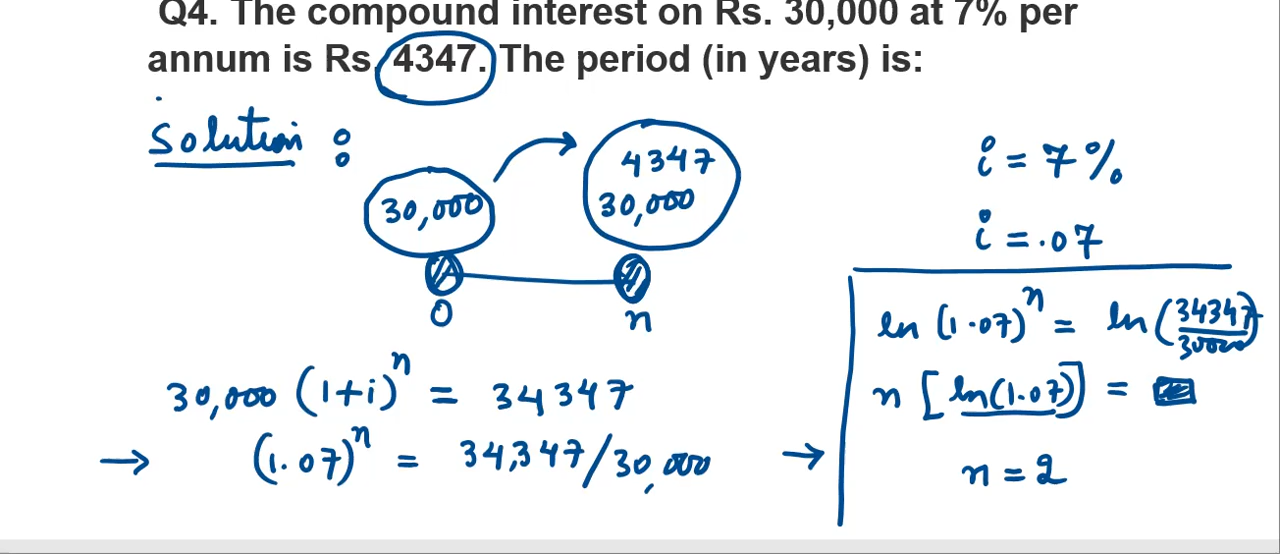 Q4. The compound interest on Rs. 30,000 at 7% per
annum is Rs 4347. The period (in years) is:
Solution :
4347
30,000
30,000
0
n
30,000 (1+i)^n = 34347
→ (1.07)^n = 34,347/30,000 →
i = 7%
i = .07
ln (1.07)^n = ln (34347/30000)
n [ln(1.07)] =
n = 2